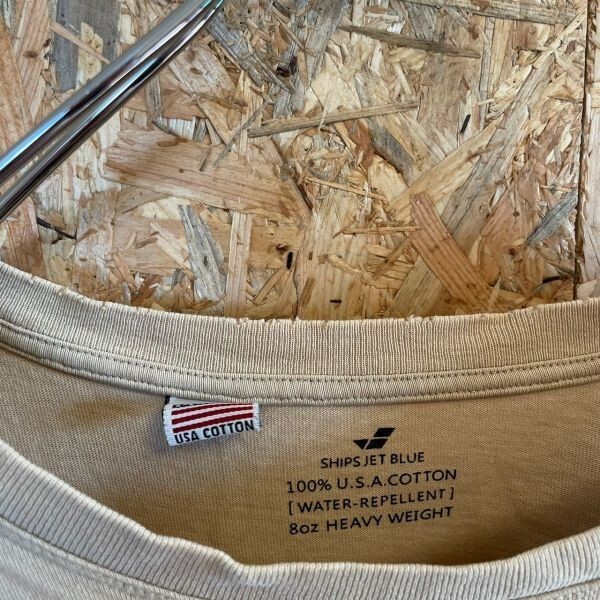 USA COTTON
SHIPS JET BLUE
100% U.S.A.COTTON
[ WATER-REPELLENT ]
8oz HEAVY WEIGHT